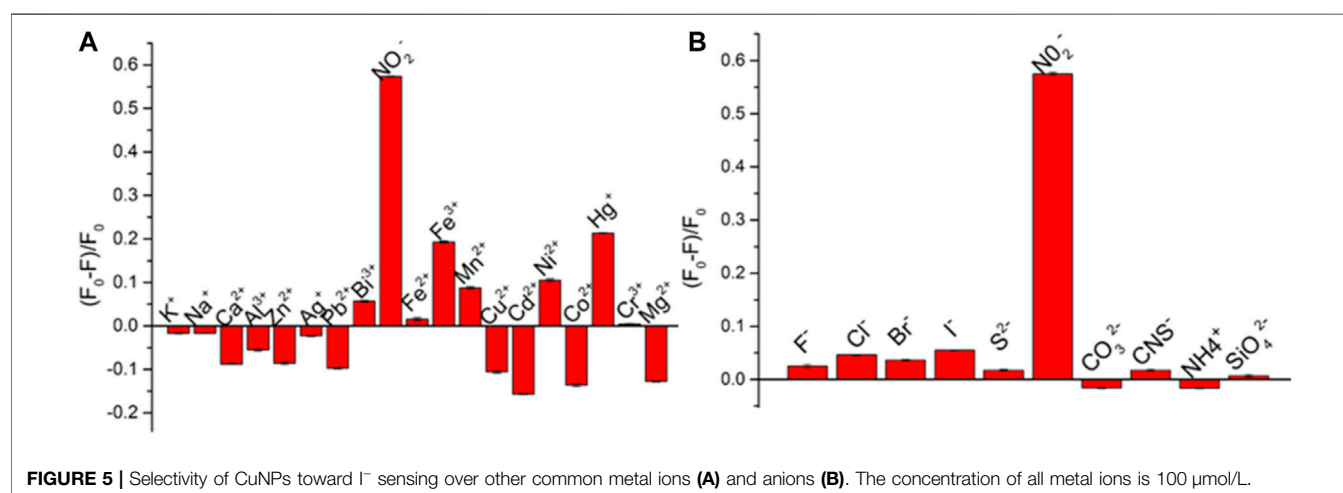 A
(F₀-F)/F₀
0.6
0.5
0.4
0.3
0.2
0.1
0.0
-0.1
-0.2
K⁺
Na⁺
Ca²⁺
Al³⁺
Zn²⁺
Ag⁺
Pb²⁺
Bi³⁺
NO₂⁻
Fe²⁺
Fe³⁺
Mn²⁺
Cu²⁺
Cd²⁺
Ni²⁺
Co²⁺
Hg⁺
Cr³⁺
Mg²⁺
B
(F₀-F)/F₀
0.6
0.5
0.4
0.3
0.2
0.1
0.0
F⁻
Cl⁻
Br⁻
I⁻
S²⁻
N0₂⁻
CO₃²⁻
CNS⁻
NH4+
SiO₄²⁻
FIGURE 5 | Selectivity of CuNPs toward I⁻ sensing over other common metal ions (A) and anions (B). The concentration of all metal ions is 100 μmol/L.